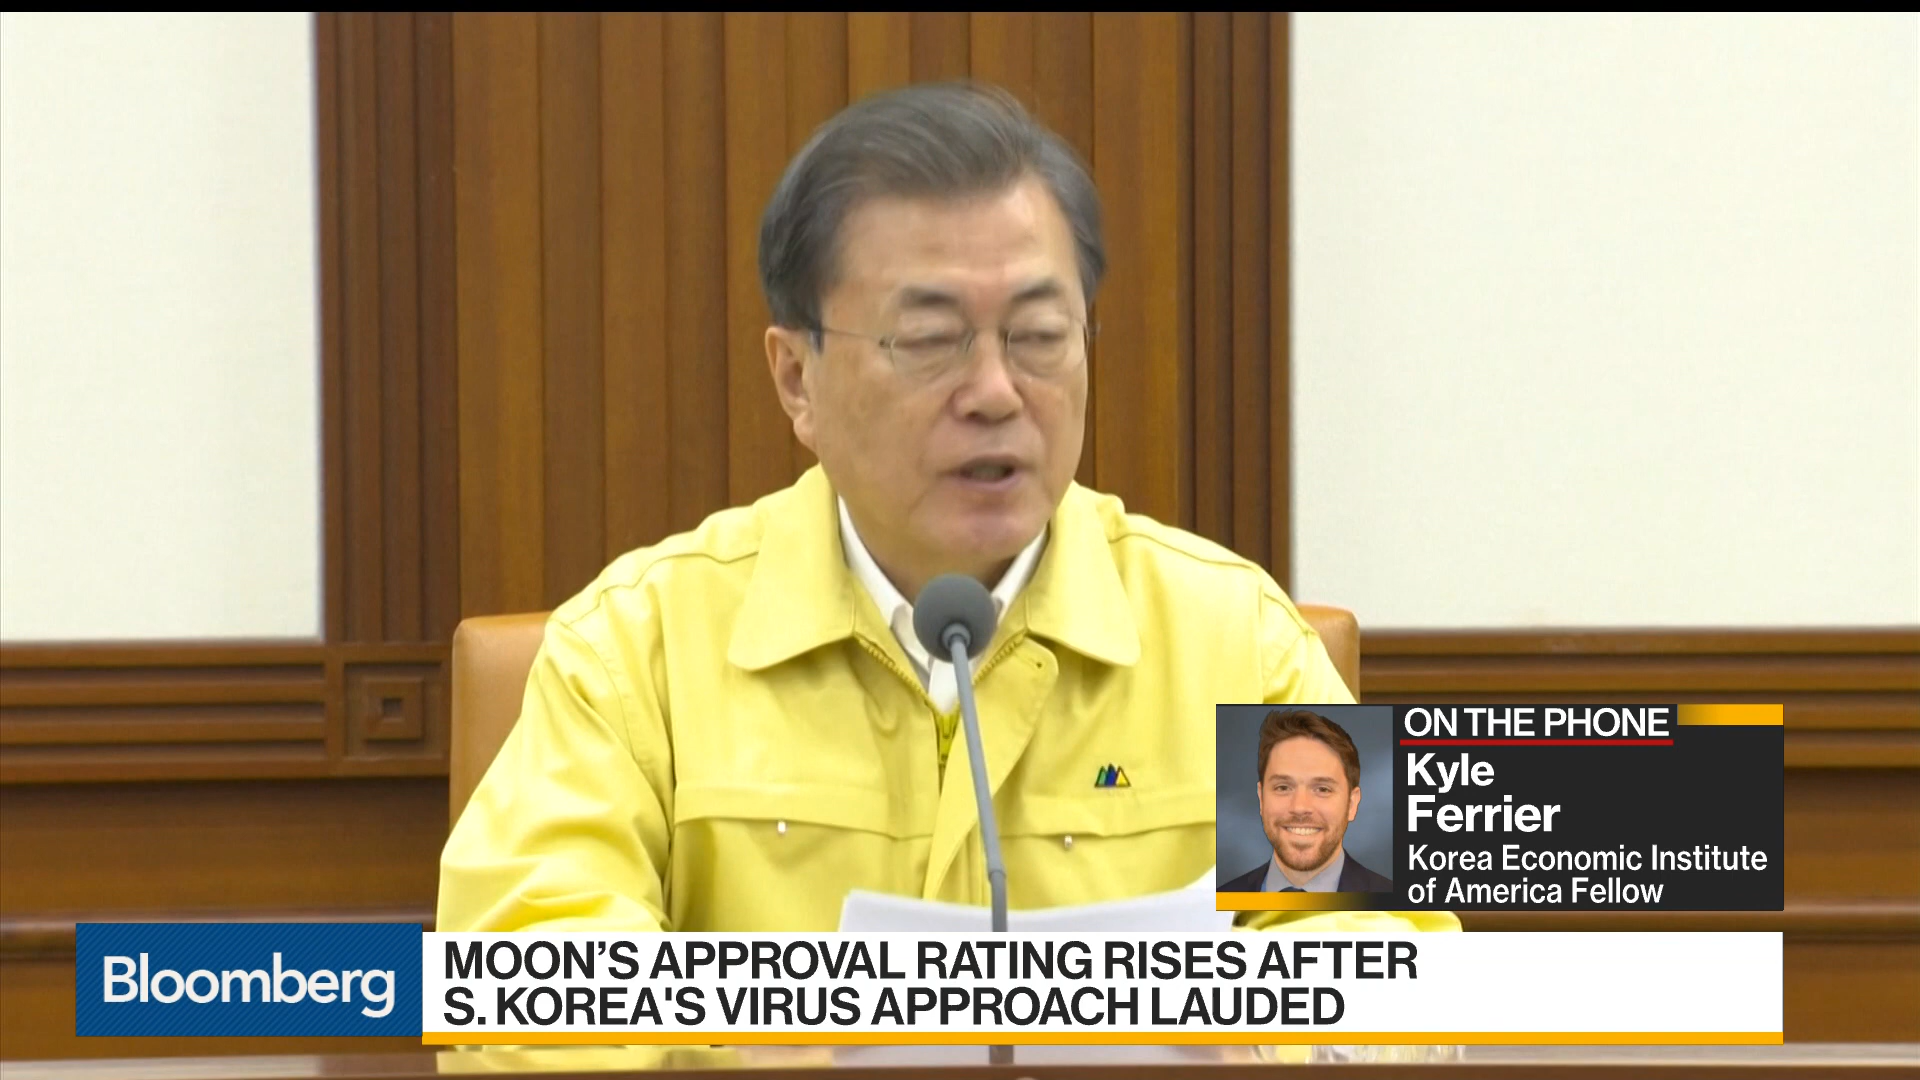 ON THE PHONE
Kyle
Ferrier
Korea Economic Institute
of America Fellow
Bloomberg
MOON’S APPROVAL RATING RISES AFTER
S. KOREA'S VIRUS APPROACH LAUDED